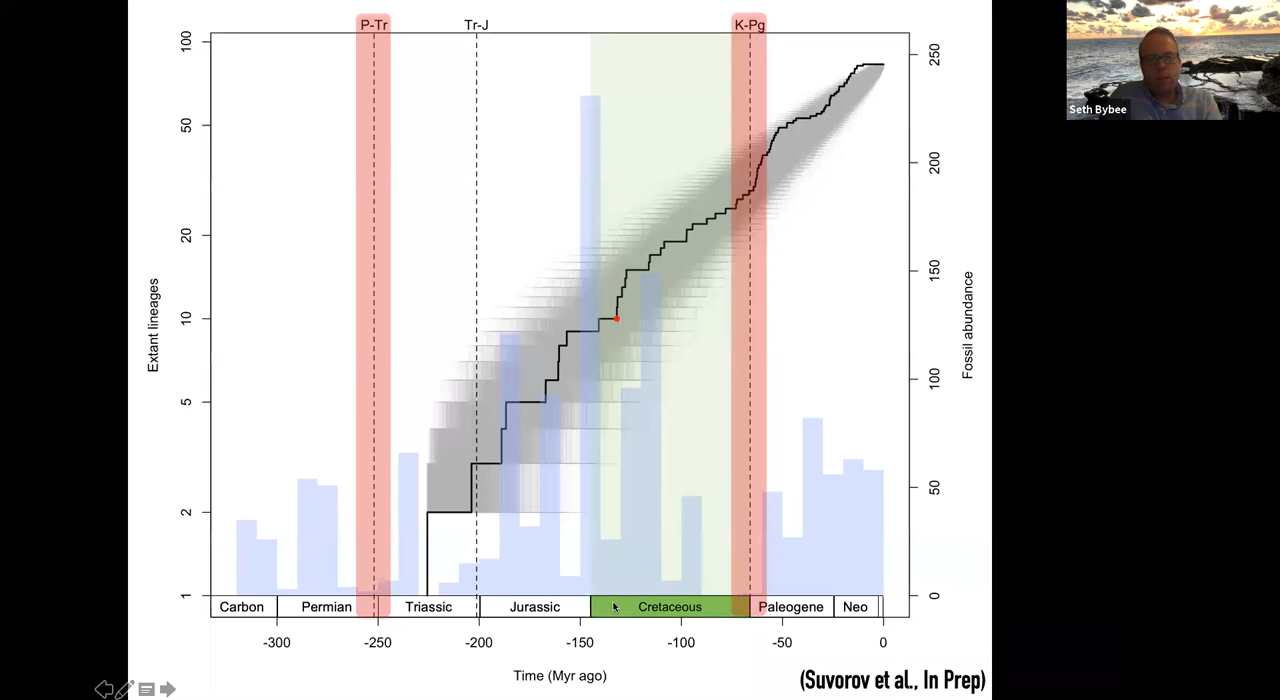 P-Tr
Tr-J
K-Pg
Seth Bybee
100
50
20
10
5
2
1
Extant lineages
250
200
150
100
50
0
Fossil abundance
Carbon
Permian
Triassic
Jurassic
Cretaceous
Paleogene
Neo
-300
-250
-200
-150
-100
-50
0
Time (Myr ago)
(Suvorov et al., In Prep)